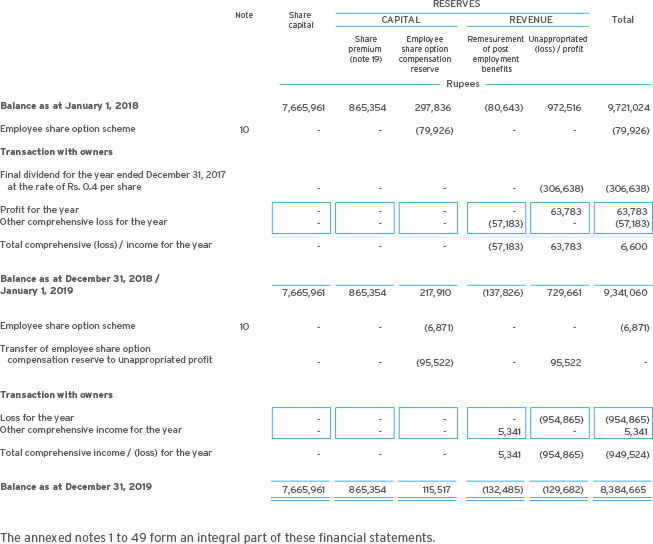 RESERVES
Note Share capital CAPITAL REVENUE Total
Share premium (note 19) Employee share option compensation reserve Remesurement of post employment benefits Unappropriated (loss) / profit
Rupees
Balance as at January 1, 2018 7,665,961 865,354 297,836 (80,643) 972,516 9,721,024
Employee share option scheme 10 - - (79,926) - - (79,926)
Transaction with owners
Final dividend for the year ended December 31, 2017
at the rate of Rs. 0.4 per share - - - - (306,638) (306,638)
Profit for the year - - - - 63,783 63,783
Other comprehensive loss for the year - - - (57,183) - (57,183)
Total comprehensive (loss) / income for the year - - - (57,183) 63,783 6,600
Balance as at December 31, 2018 /
January 1, 2019 7,665,961 865,354 217,910 (137,826) 729,661 9,341,060
Employee share option scheme 10 - - (6,871) - - (6,871)
Transfer of employee share option
compensation reserve to unappropriated profit - - (95,522) - 95,522 -
Transaction with owners
Loss for the year - - - - (954,865) (954,865)
Other comprehensive income for the year - - - 5,341 - 5,341
Total comprehensive income / (loss) for the year - - - 5,341 (954,865) (949,524)
Balance as at December 31, 2019 7,665,961 865,354 115,517 (132,485) (129,682) 8,384,665
The annexed notes 1 to 49 form an integral part of these financial statements.